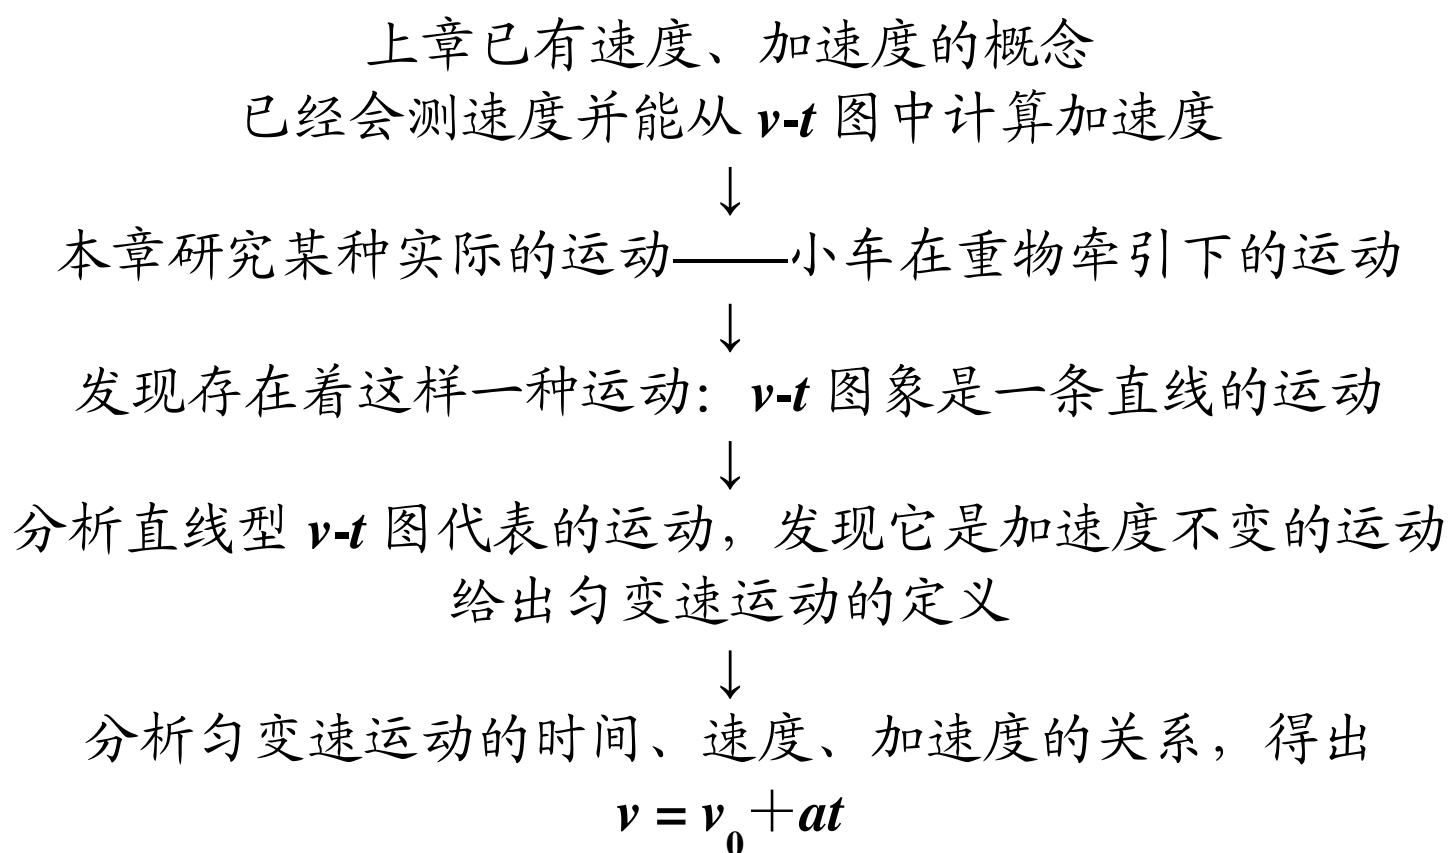 上章已有速度、加速度的概念
已经会测速度并能从 v-t 图中计算加速度
↓
本章研究某种实际的运动——小车在重物牵引下的运动
↓
发现存在着这样一种运动：v-t 图象是一条直线的运动
↓
分析直线型 v-t 图代表的运动，发现它是加速度不变的运动
给出匀变速运动的定义
↓
分析匀变速运动的时间、速度、加速度的关系，得出
v = v₀＋at